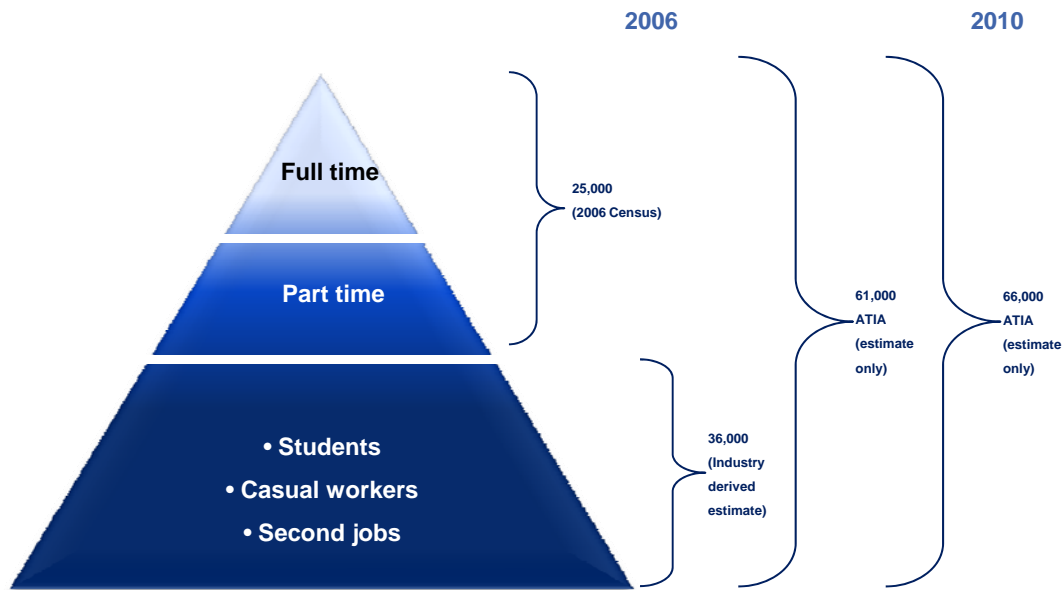 2006
2010
Full time
25,000
(2006 Census)
Part time
61,000
ATIA
(estimate
only)
66,000
ATIA
(estimate
only)
• Students
• Casual workers
• Second jobs
36,000
(Industry
derived
estimate)